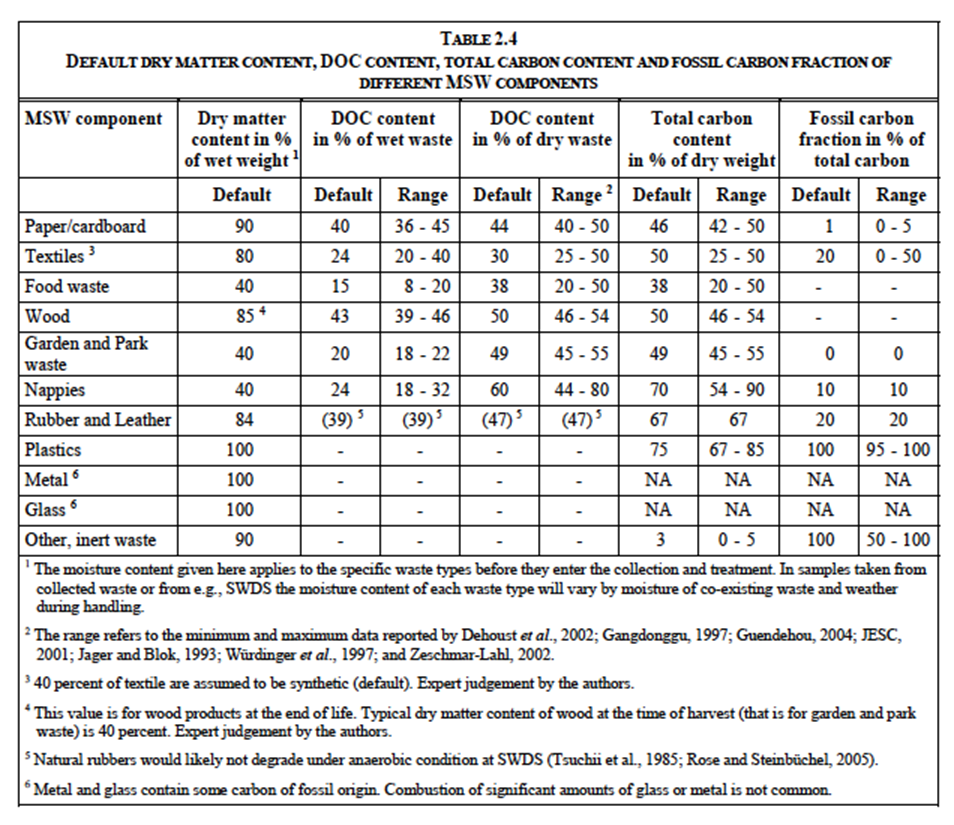 TABLE 2.4
DEFAULT DRY MATTER CONTENT, DOC CONTENT, TOTAL CARBON CONTENT AND FOSSIL CARBON FRACTION OF
DIFFERENT MSW COMPONENTS
MSW component Dry matter content in % of wet weight 1 DOC content in % of wet waste DOC content in % of dry waste Total carbon content in % of dry weight Fossil carbon fraction in % of total carbon
Default Default Range Default Range 2 Default Range Default Range
Paper/cardboard 90 40 36 - 45 44 40 - 50 46 42 - 50 1 0 - 5
Textiles 3 80 24 20 - 40 30 25 - 50 50 25 - 50 20 0 - 50
Food waste 40 15 8 - 20 38 20 - 50 38 20 - 50 - -
Wood 85 4 43 39 - 46 50 46 - 54 50 46 - 54 - -
Garden and Park waste 40 20 18 - 22 49 45 - 55 49 45 - 55 0 0
Nappies 40 24 18 - 32 60 44 - 80 70 54 - 90 10 10
Rubber and Leather 84 (39) 5 (39) 5 (47) 5 (47) 5 67 67 20 20
Plastics 100 - - - - 75 67 - 85 100 95 - 100
Metal 6 100 - - - - NA NA NA NA
Glass 6 100 - - - - NA NA NA NA
Other, inert waste 90 - - - - 3 0 - 5 100 50 - 100
1 The moisture content given here applies to the specific waste types before they enter the collection and treatment. In samples taken from
collected waste or from e.g., SWDS the moisture content of each waste type will vary by moisture of co-existing waste and weather
during handling.
2 The range refers to the minimum and maximum data reported by Dehoust et al., 2002; Gangdonggu, 1997; Guendehou, 2004; JESC,
2001; Jager and Blok, 1993; Würdinger et al., 1997; and Zeschmar-Lahl, 2002.
3 40 percent of textile are assumed to be synthetic (default). Expert judgement by the authors.
4 This value is for wood products at the end of life. Typical dry matter content of wood at the time of harvest (that is for garden and park
waste) is 40 percent. Expert judgement by the authors.
5 Natural rubbers would likely not degrade under anaerobic condition at SWDS (Tsuchii et al., 1985; Rose and Steinbüchel, 2005).
6 Metal and glass contain some carbon of fossil origin. Combustion of significant amounts of glass or metal is not common.